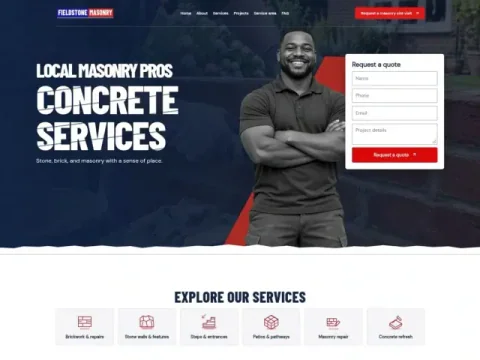 FIELDSTONE MASONRY
Home About Services Projects Service area FAQ
Request a masonry site visit
LOCAL MASONRY PROS
CONCRETE
SERVICES
Stone, brick, and masonry with a sense of place.
Request a quote
Name
Phone
Email
Project details
Request a quote
EXPLORE OUR SERVICES
Brickwork & repairs
Stone walls & features
Steps & entrances
Patios & pathways
Masonry repair
Concrete refresh